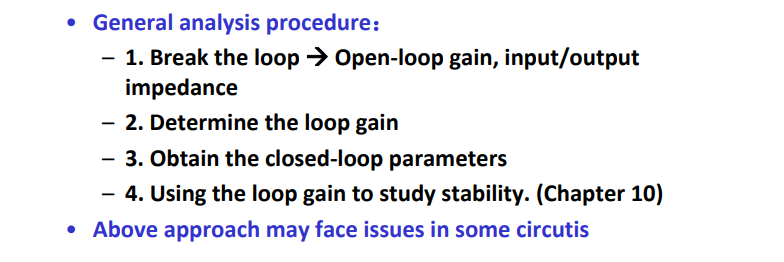 • General analysis procedure：
– 1. Break the loop → Open-loop gain, input/output
impedance
– 2. Determine the loop gain
– 3. Obtain the closed-loop parameters
– 4. Using the loop gain to study stability. (Chapter 10)
• Above approach may face issues in some circutis